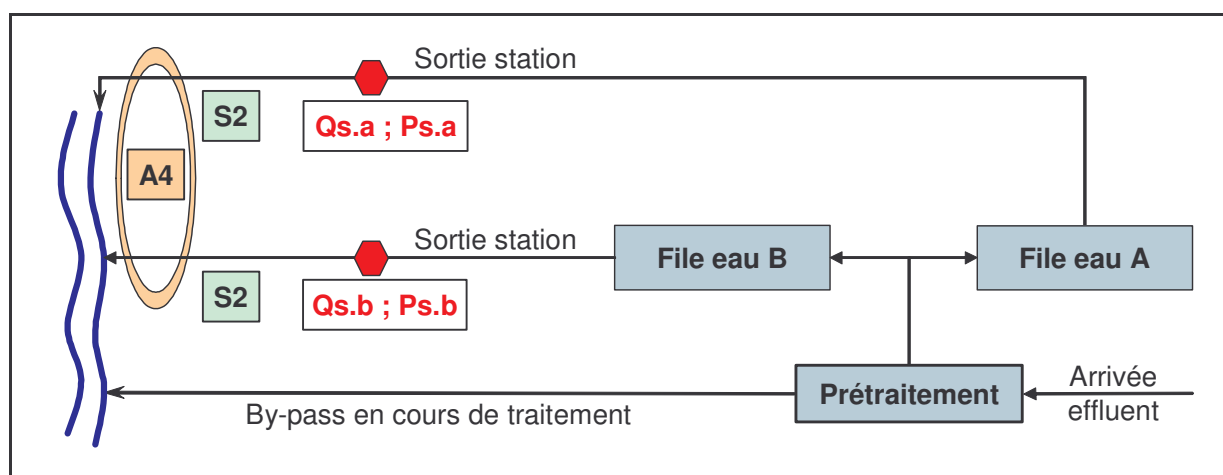 Sortie station
S2
Qs.a ; Ps.a
A4
Sortie station
File eau B
File eau A
S2
Qs.b ; Ps.b
Prétraitement
Arrivée
effluent
By-pass en cours de traitement